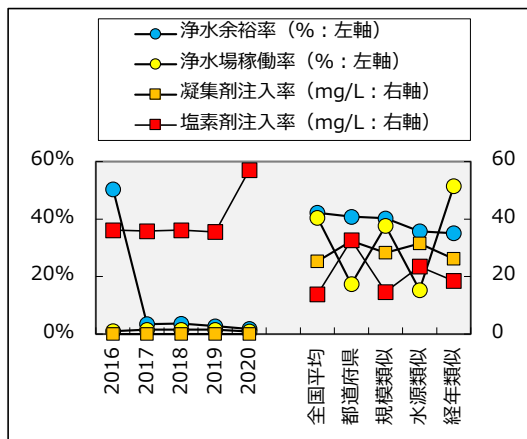 浄水余裕率（%：左軸）
浄水場稼働率（%：左軸）
凝集剤注入率（mg/L：右軸）
塩素剤注入率（mg/L：右軸）
60%
40%
20%
0%
60
40
20
0
2016
2017
2018
2019
2020
全国平均
都道府県
規模類似
水源類似
経年類似